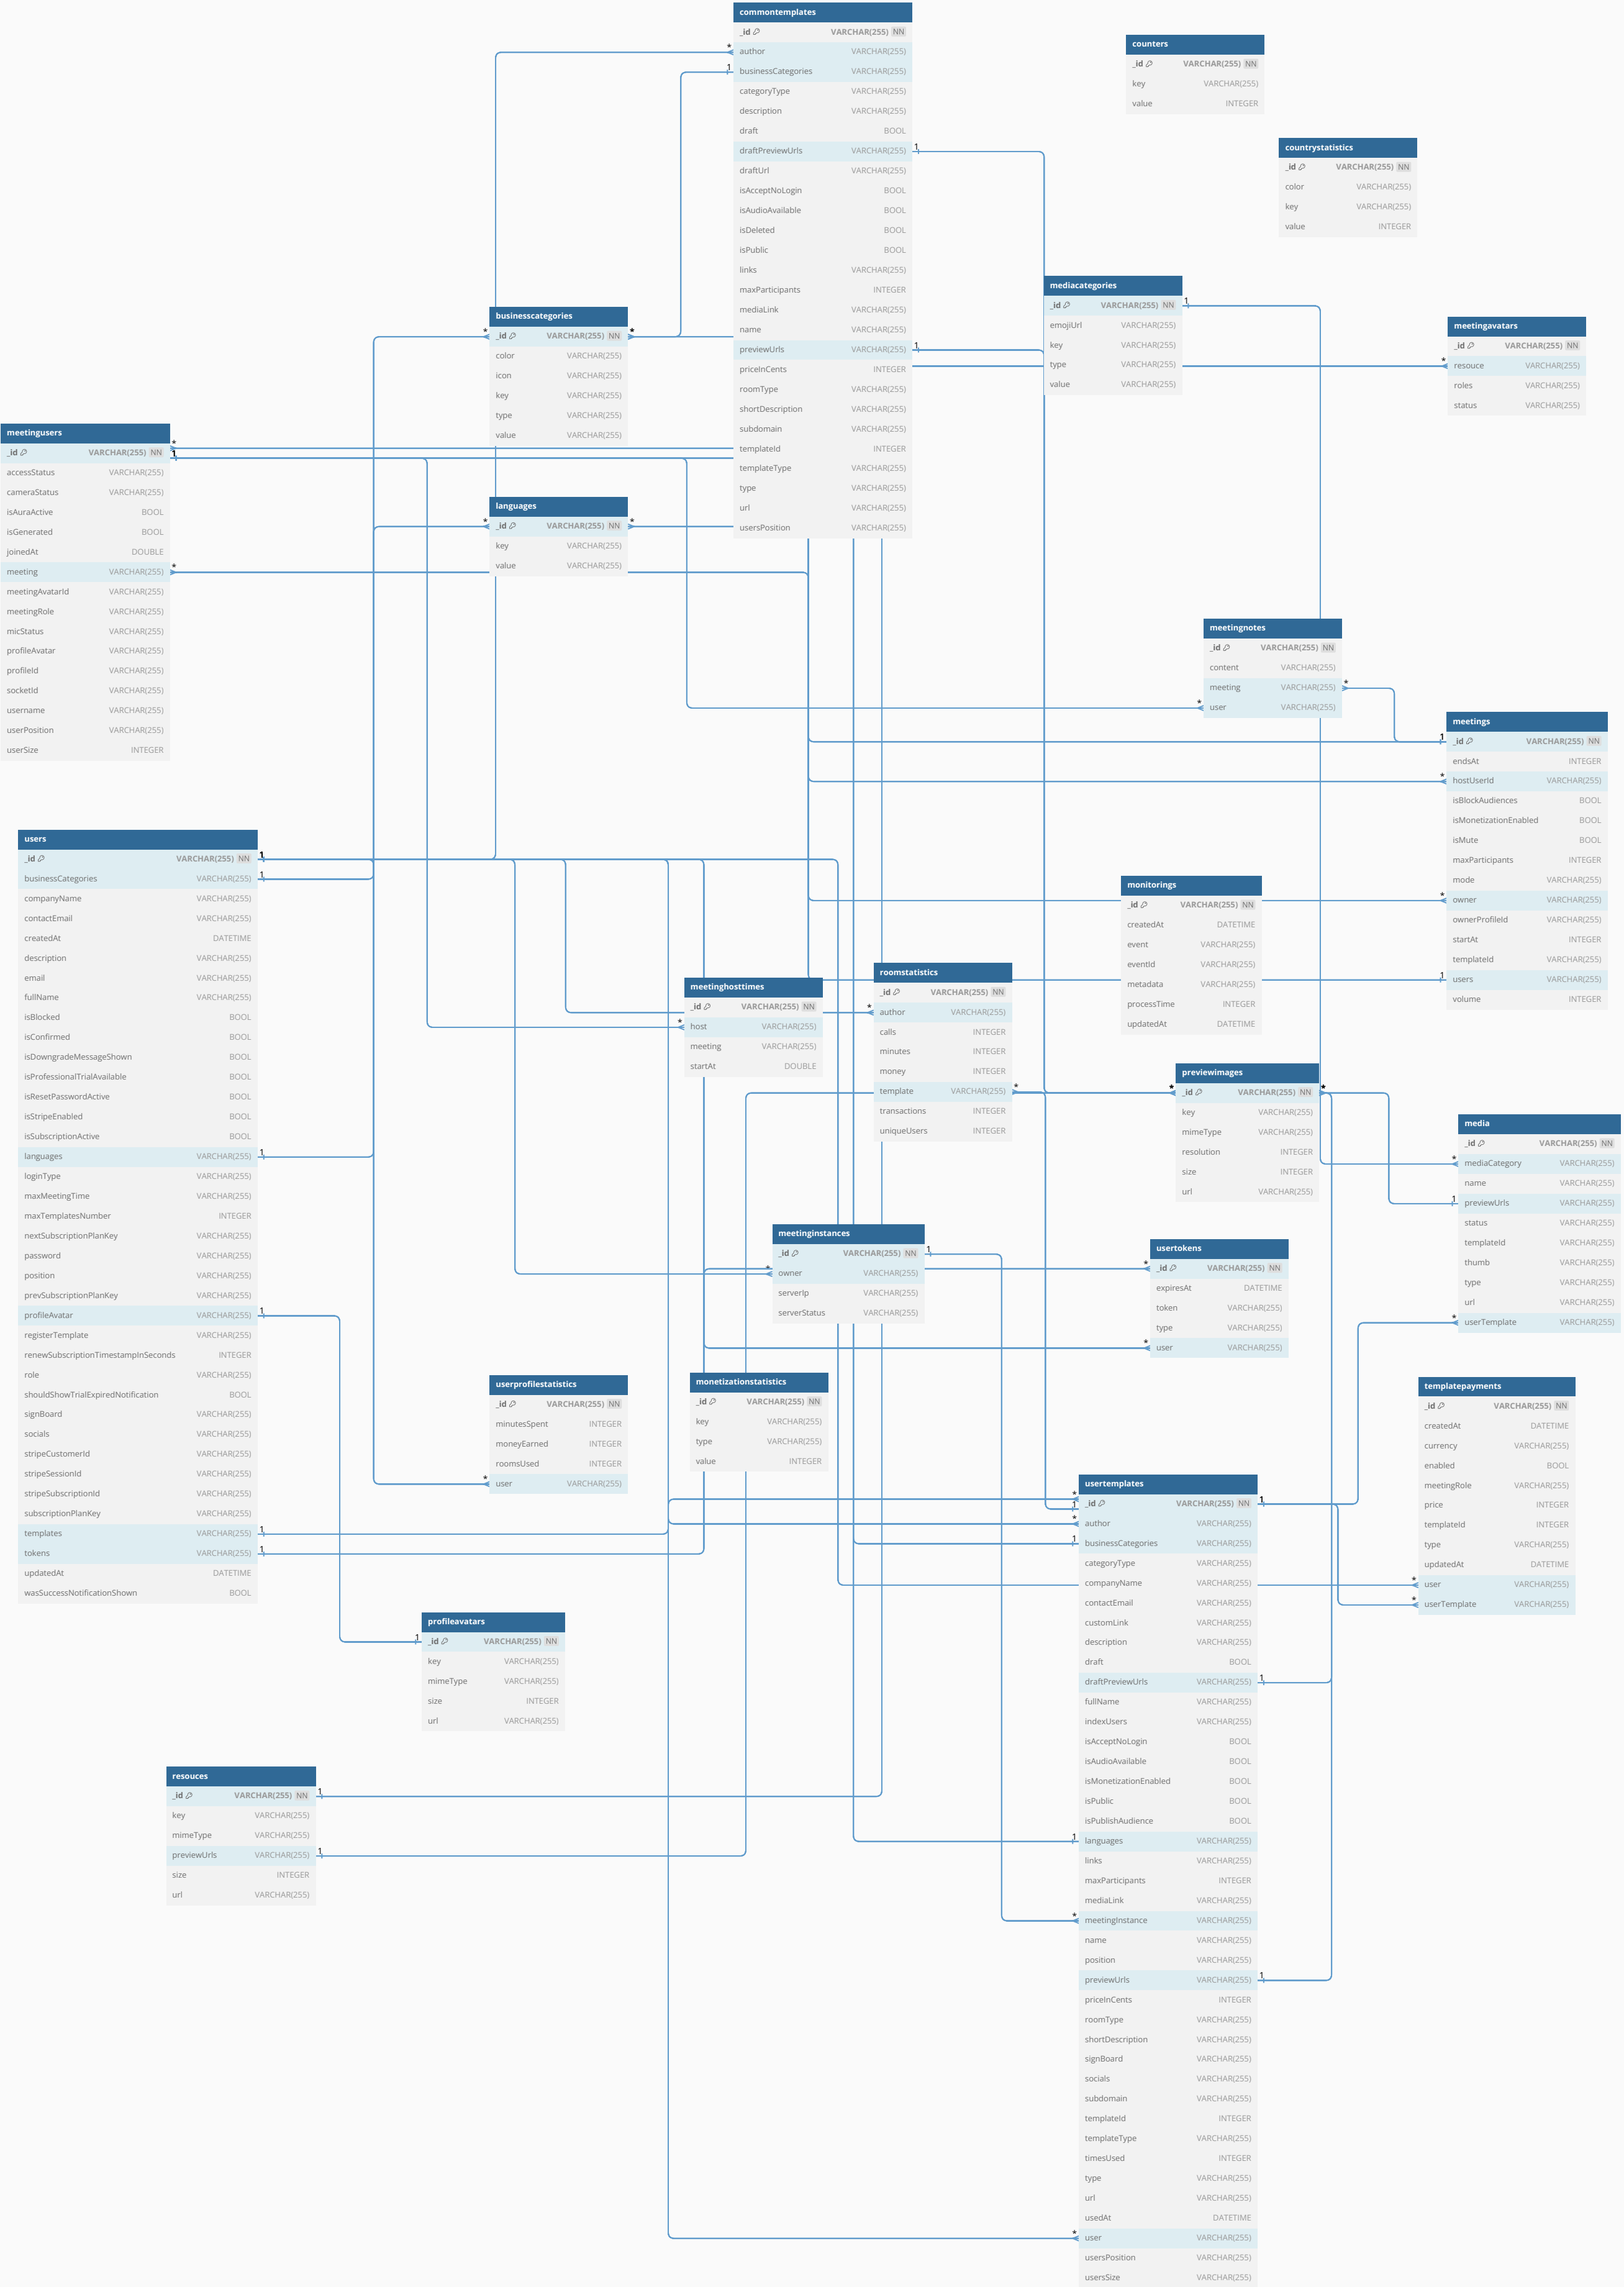 commontemplates
_id VARCHAR(255) NN
author VARCHAR(255)
businessCategories VARCHAR(255)
categoryType VARCHAR(255)
description VARCHAR(255)
draft BOOL
draftPreviewUrls VARCHAR(255)
draftUrl VARCHAR(255)
isAcceptNoLogin BOOL
isAudioAvailable BOOL
isDeleted BOOL
isPublic BOOL
links VARCHAR(255)
maxParticipants INTEGER
mediaLink VARCHAR(255)
name VARCHAR(255)
previewUrls VARCHAR(255)
priceInCents INTEGER
roomType VARCHAR(255)
shortDescription VARCHAR(255)
subdomain VARCHAR(255)
templateId INTEGER
templateType VARCHAR(255)
type VARCHAR(255)
url VARCHAR(255)
usersPosition VARCHAR(255)
counters
_id VARCHAR(255) NN
key VARCHAR(255)
value INTEGER
countrystatistics
_id VARCHAR(255) NN
color VARCHAR(255)
key VARCHAR(255)
value INTEGER
mediacategories
_id VARCHAR(255) NN
emojiUrl VARCHAR(255)
key VARCHAR(255)
type VARCHAR(255)
value VARCHAR(255)
businesscategories
_id VARCHAR(255) NN
color VARCHAR(255)
icon VARCHAR(255)
key VARCHAR(255)
type VARCHAR(255)
value VARCHAR(255)
meetingavatars
_id VARCHAR(255) NN
resouce VARCHAR(255)
roles VARCHAR(255)
status VARCHAR(255)
meetingusers
_id VARCHAR(255) NN
accessStatus VARCHAR(255)
cameraStatus VARCHAR(255)
isAuraActive BOOL
isGenerated BOOL
joinedAt DOUBLE
meeting VARCHAR(255)
meetingAvatarId VARCHAR(255)
meetingRole VARCHAR(255)
micStatus VARCHAR(255)
profileAvatar VARCHAR(255)
profileId VARCHAR(255)
socketId VARCHAR(255)
username VARCHAR(255)
userPosition VARCHAR(255)
userSize INTEGER
languages
_id VARCHAR(255) NN
key VARCHAR(255)
value VARCHAR(255)
meetingnotes
_id VARCHAR(255) NN
content VARCHAR(255)
meeting VARCHAR(255)
user VARCHAR(255)
meetings
_id VARCHAR(255) NN
endsAt INTEGER
hostUserId VARCHAR(255)
isBlockAudiences BOOL
isMonetizationEnabled BOOL
isMute BOOL
maxParticipants INTEGER
mode VARCHAR(255)
owner VARCHAR(255)
ownerProfileId VARCHAR(255)
startAt INTEGER
templateId VARCHAR(255)
users VARCHAR(255)
volume INTEGER
users
_id VARCHAR(255) NN
businessCategories VARCHAR(255)
companyName VARCHAR(255)
contactEmail VARCHAR(255)
createdAt DATETIME
description VARCHAR(255)
email VARCHAR(255)
fullName VARCHAR(255)
isBlocked BOOL
isConfirmed BOOL
isDowngradeMessageShown BOOL
isProfessionalTrialAvailable BOOL
isResetPasswordActive BOOL
isStripeEnabled BOOL
isSubscriptionActive BOOL
languages VARCHAR(255)
loginType VARCHAR(255)
maxMeetingTime VARCHAR(255)
maxTemplatesNumber INTEGER
nextSubscriptionPlanKey VARCHAR(255)
password VARCHAR(255)
position VARCHAR(255)
prevSubscriptionPlanKey VARCHAR(255)
profileAvatar VARCHAR(255)
registerTemplate VARCHAR(255)
renewSubscriptionTimestampInSeconds INTEGER
role VARCHAR(255)
shouldShowTrialExpiredNotification BOOL
signBoard VARCHAR(255)
socials VARCHAR(255)
stripeCustomerId VARCHAR(255)
stripeSessionId VARCHAR(255)
stripeSubscriptionId VARCHAR(255)
subscriptionPlanKey VARCHAR(255)
templates VARCHAR(255)
tokens VARCHAR(255)
updatedAt DATETIME
wasSuccessNotificationShown BOOL
monitorings
_id VARCHAR(255) NN
createdAt DATETIME
event VARCHAR(255)
eventId VARCHAR(255)
metadata VARCHAR(255)
processTime INTEGER
updatedAt DATETIME
meetinghosttimes
_id VARCHAR(255) NN
host VARCHAR(255)
meeting VARCHAR(255)
startAt DOUBLE
roomstatistics
_id VARCHAR(255) NN
author VARCHAR(255)
calls INTEGER
minutes INTEGER
money INTEGER
template VARCHAR(255)
transactions INTEGER
uniqueUsers INTEGER
previewimages
_id VARCHAR(255) NN
key VARCHAR(255)
mimeType VARCHAR(255)
resolution INTEGER
size INTEGER
url VARCHAR(255)
media
_id VARCHAR(255) NN
mediaCategory VARCHAR(255)
name VARCHAR(255)
previewUrls VARCHAR(255)
status VARCHAR(255)
templateId VARCHAR(255)
thumb VARCHAR(255)
type VARCHAR(255)
url VARCHAR(255)
userTemplate VARCHAR(255)
meetinginstances
_id VARCHAR(255) NN
owner VARCHAR(255)
serverIp VARCHAR(255)
serverStatus VARCHAR(255)
usertokens
_id VARCHAR(255) NN
expiresAt DATETIME
token VARCHAR(255)
type VARCHAR(255)
user VARCHAR(255)
userprofilestatistics
_id VARCHAR(255) NN
minutesSpent INTEGER
moneyEarned INTEGER
roomsUsed INTEGER
user VARCHAR(255)
monetizationstatistics
_id VARCHAR(255) NN
key VARCHAR(255)
type VARCHAR(255)
value INTEGER
templatepayments
_id VARCHAR(255) NN
createdAt DATETIME
currency VARCHAR(255)
enabled BOOL
meetingRole VARCHAR(255)
price INTEGER
templateId INTEGER
type VARCHAR(255)
updatedAt DATETIME
user VARCHAR(255)
userTemplate VARCHAR(255)
usertemplates
_id VARCHAR(255) NN
author VARCHAR(255)
businessCategories VARCHAR(255)
categoryType VARCHAR(255)
companyName VARCHAR(255)
contactEmail VARCHAR(255)
customLink VARCHAR(255)
description VARCHAR(255)
draft BOOL
draftPreviewUrls VARCHAR(255)
fullName VARCHAR(255)
indexUsers VARCHAR(255)
isAcceptNoLogin BOOL
isAudioAvailable BOOL
isMonetizationEnabled BOOL
isPublic BOOL
isPublishAudience BOOL
languages VARCHAR(255)
links VARCHAR(255)
maxParticipants INTEGER
mediaLink VARCHAR(255)
meetingInstance VARCHAR(255)
name VARCHAR(255)
position VARCHAR(255)
previewUrls VARCHAR(255)
priceInCents INTEGER
roomType VARCHAR(255)
shortDescription VARCHAR(255)
signBoard VARCHAR(255)
socials VARCHAR(255)
subdomain VARCHAR(255)
templateId INTEGER
templateType VARCHAR(255)
timesUsed INTEGER
type VARCHAR(255)
url VARCHAR(255)
usedAt DATETIME
user VARCHAR(255)
usersPosition VARCHAR(255)
usersSize VARCHAR(255)
profileavatars
_id VARCHAR(255) NN
key VARCHAR(255)
mimeType VARCHAR(255)
size INTEGER
url VARCHAR(255)
resouces
_id VARCHAR(255) NN
key VARCHAR(255)
mimeType VARCHAR(255)
previewUrls VARCHAR(255)
size INTEGER
url VARCHAR(255)